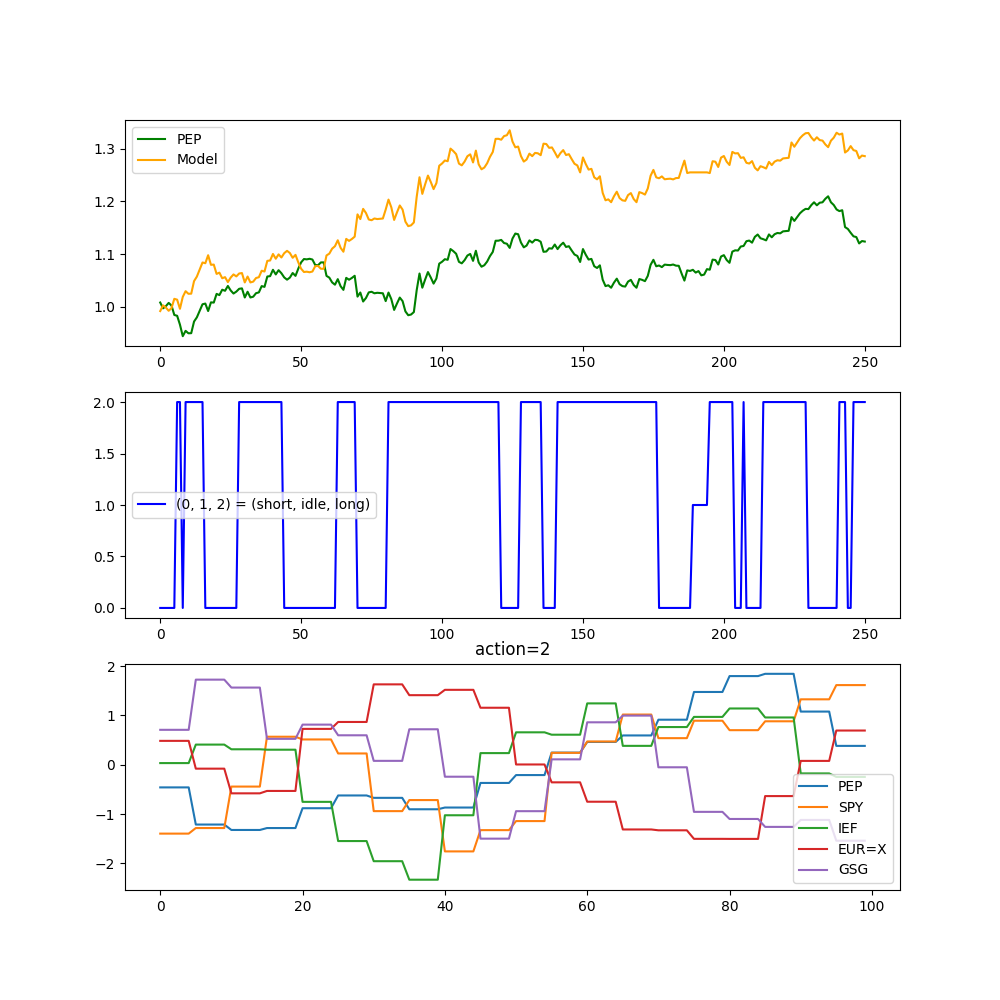 PEP
Model
1.3
1.2
1.1
1.0
0 50 100 150 200 250
2.0
1.5
1.0
0.5
0.0
(0, 1, 2) = (short, idle, long)
0 50 100 150 200 250
action=2
2
1
0
−1
−2
PEP
SPY
IEF
EUR=X
GSG
0 20 40 60 80 100